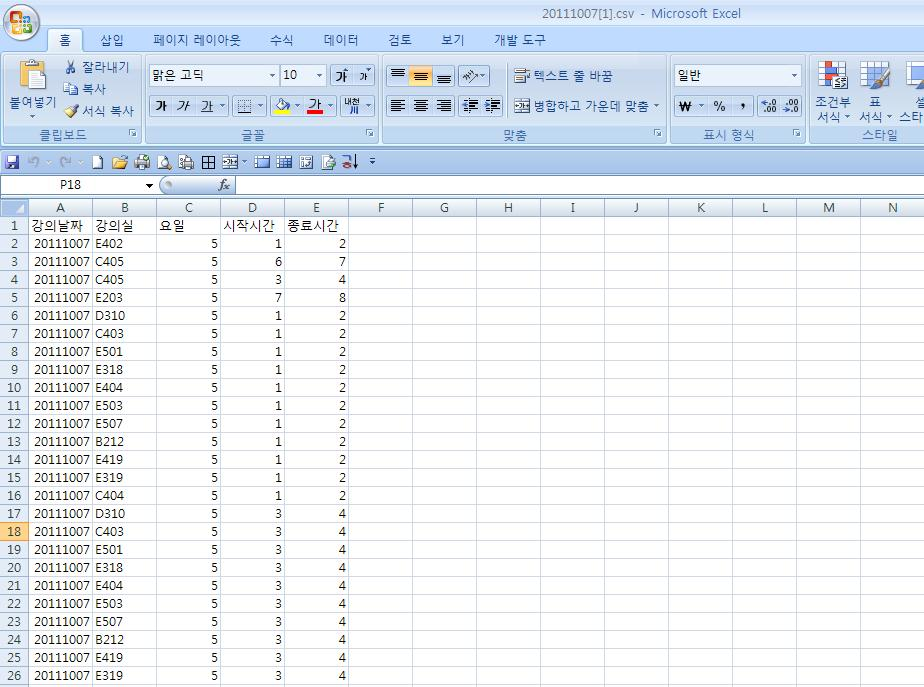 20111007[1].csv - Microsoft Excel
홈 삽입 페이지 레이아웃 수식 데이터 검토 보기 개발 도구
붙여넣기 잘라내기 복사 서식 복사
맑은 고딕 10 가 가
가 가 가 가 내천 川
텍스트 줄 바꿈
병합하고 가운데 맞춤
일반
₩ % , .00 .00
조건부 서식 표 서식
클립보드 글꼴 맞춤 표시 형식 스타일
P18 fx
A B C D E F G H I J K L M N
1 강의날짜 강의실 요일 시작시간 종료시간
2 20111007 E402 5 1 2
3 20111007 C405 5 6 7
4 20111007 C405 5 3 4
5 20111007 E203 5 7 8
6 20111007 D310 5 1 2
7 20111007 C403 5 1 2
8 20111007 E501 5 1 2
9 20111007 E318 5 1 2
10 20111007 E404 5 1 2
11 20111007 E503 5 1 2
12 20111007 E507 5 1 2
13 20111007 B212 5 1 2
14 20111007 E419 5 1 2
15 20111007 E319 5 1 2
16 20111007 C404 5 1 2
17 20111007 D310 5 3 4
18 20111007 C403 5 3 4
19 20111007 E501 5 3 4
20 20111007 E318 5 3 4
21 20111007 E404 5 3 4
22 20111007 E503 5 3 4
23 20111007 E507 5 3 4
24 20111007 B212 5 3 4
25 20111007 E419 5 3 4
26 20111007 E319 5 3 4